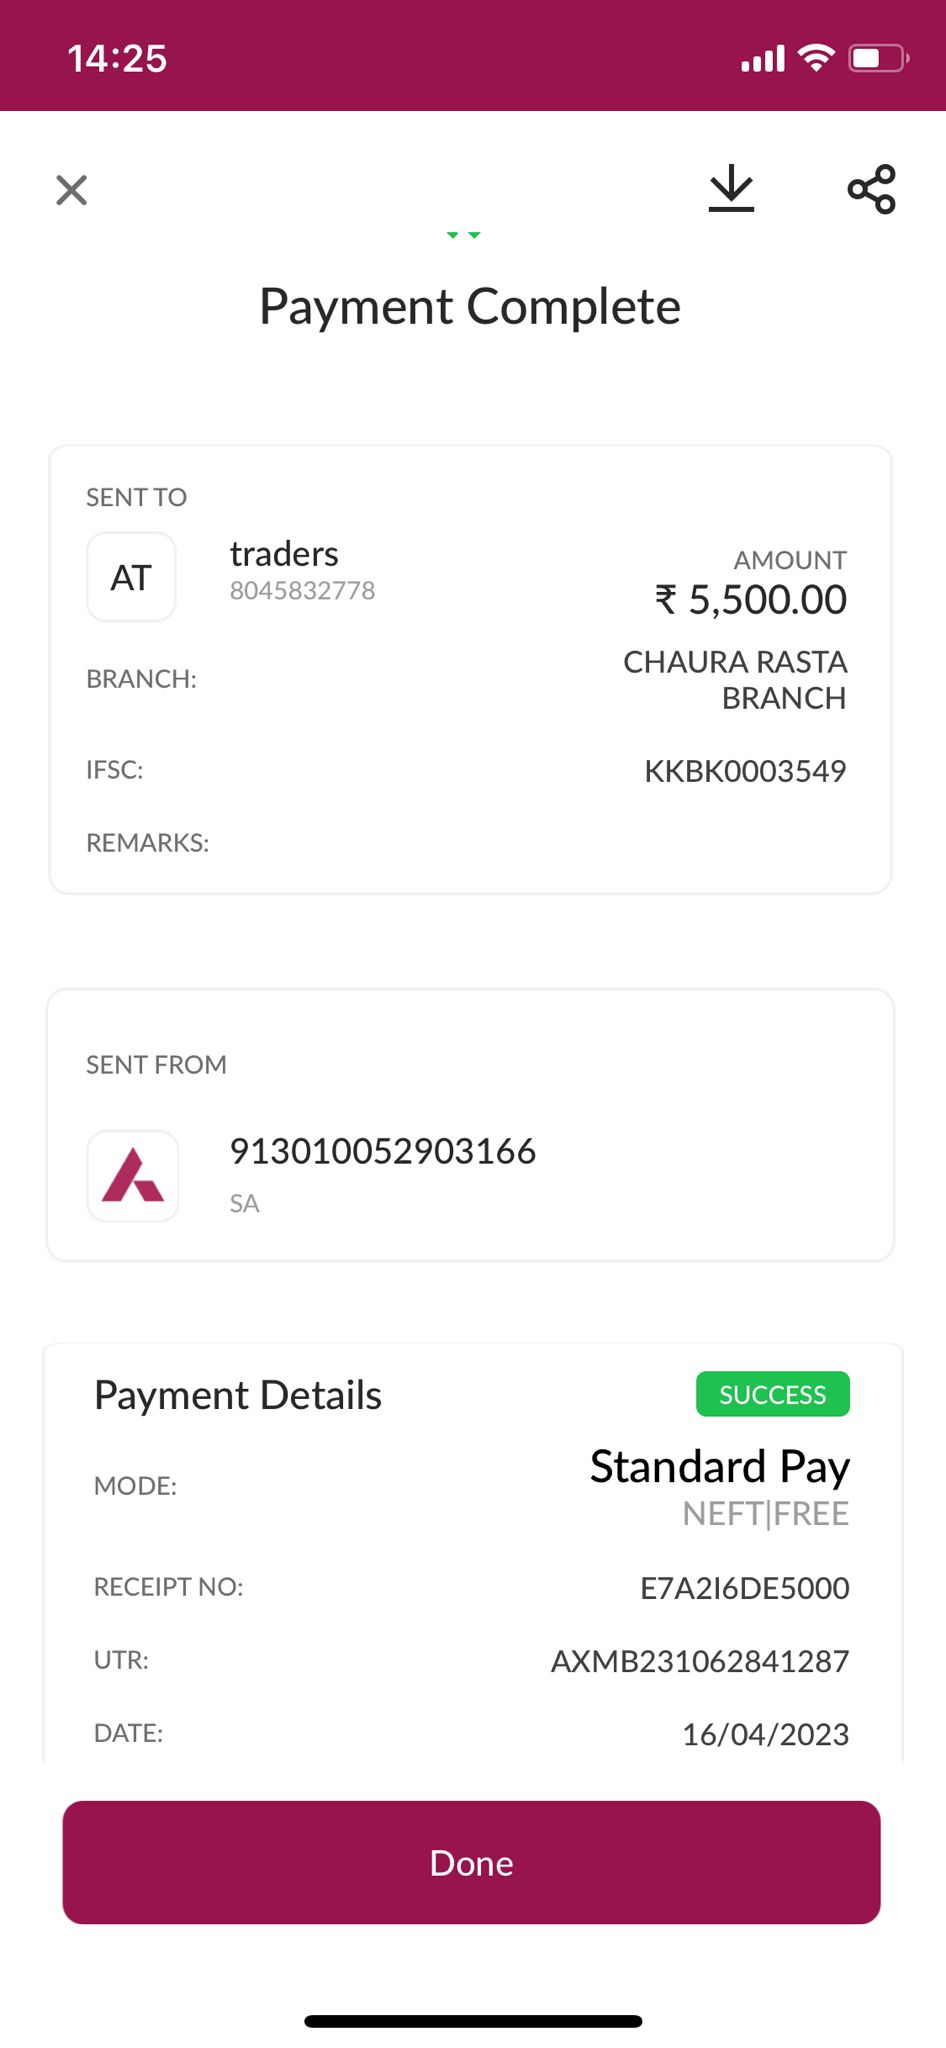 14:25
Payment Complete
SENT TO
AT
traders
8045832778
AMOUNT
₹ 5,500.00
BRANCH:
CHAURA RASTA
BRANCH
IFSC:
KKBK0003549
REMARKS:
SENT FROM
913010052903166
SA
Payment Details
SUCCESS
MODE:
Standard Pay
NEFT|FREE
RECEIPT NO:
E7A2I6DE5000
UTR:
AXMB231062841287
DATE:
16/04/2023
Done